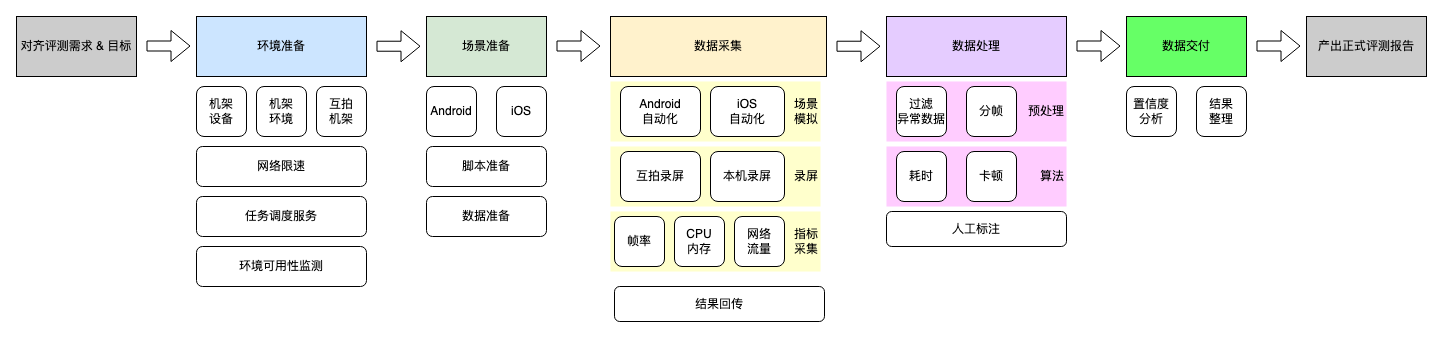 对齐评测需求 & 目标
环境准备
场景准备
数据采集
数据处理
数据交付
产出正式评测报告
机架
设备
机架
环境
互拍
机架
网络限速
任务调度服务
环境可用性监测
Android
iOS
脚本准备
数据准备
Android
自动化
iOS
自动化
场景
模拟
互拍录屏
本机录屏
录屏
帧率
CPU
内存
网络
流量
指标
采集
结果回传
过滤
异常数据
分帧
预处理
耗时
卡顿
算法
人工标注
置信度
分析
结果
整理